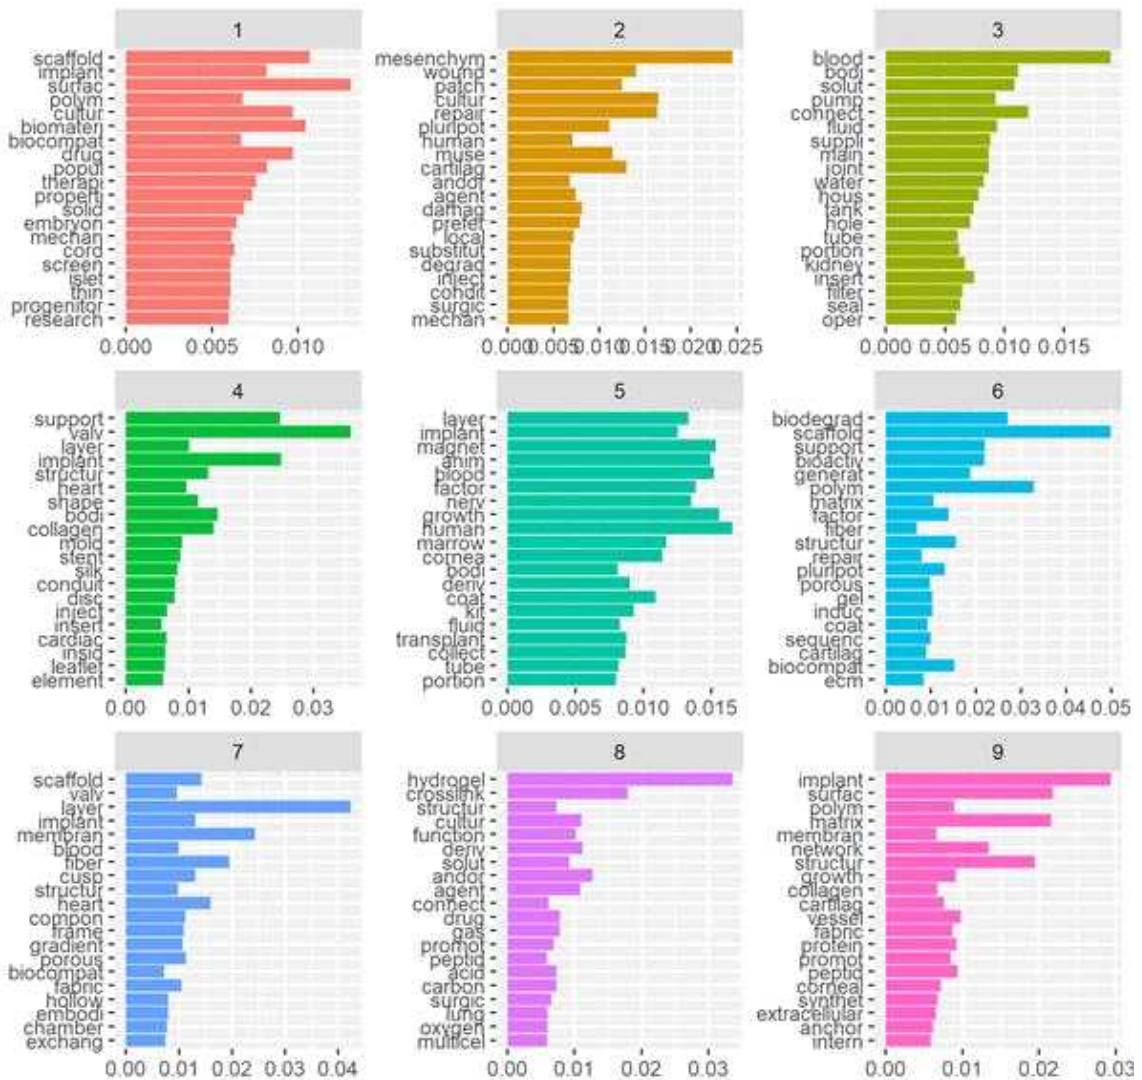 1
scaffold
implant
surfac
polym
cultur
biomateri
biocompat
drug
popul
therapi
properti
solid
embryon
mechan
cord
screen
islet
thin
progenitor
research
0.000 0.005 0.010
2
mesenchym
wound
patch
cultur
repair
pluripot
human
muse
cartilag
andor
agent
damag
prefer
local
substitut
degrad
inject
condit
surgic
mechan
0.000 0.005 0.010 0.015 0.020 0.025
3
blood
bodi
solut
pump
connect
fluid
suppli
main
joint
water
hous
tank
hole
tube
portion
kidney
insert
filter
seal
oper
0.000 0.005 0.010 0.015
4
support
valv
layer
implant
structur
heart
shape
bodi
collagen
mold
stent
silk
conduit
disc
inject
insert
cardiac
insid
leaflet
element
0.00 0.01 0.02 0.03
5
layer
implant
magnet
anim
blood
factor
nerv
growth
human
marrow
cornea
bodi
deriv
coat
kit
fluid
transplant
collect
tube
portion
0.000 0.005 0.010 0.015
6
biodegrad
scaffold
support
bioactiv
generat
polym
matrix
factor
fiber
structur
repair
pluripot
porous
gel
induc
coat
sequenc
cartilag
biocompat
ecm
0.00 0.01 0.02 0.03 0.04 0.05
7
scaffold
valv
layer
implant
membran
blood
fiber
cusp
structur
heart
compon
frame
gradient
porous
biocompat
fabric
hollow
embodi
chamber
exchang
0.00 0.01 0.02 0.03 0.04
8
hydrogel
crosslink
structur
cultur
function
deriv
solut
andor
agent
connect
drug
gas
promot
peptid
acid
carbon
surgic
lung
oxygen
multicel
0.00 0.01 0.02 0.03
9
implant
surfac
polym
matrix
membran
network
structur
growth
collagen
cartilag
vessel
fabric
protein
promot
peptid
corneal
synthet
extracellular
anchor
intern
0.00 0.01 0.02 0.03